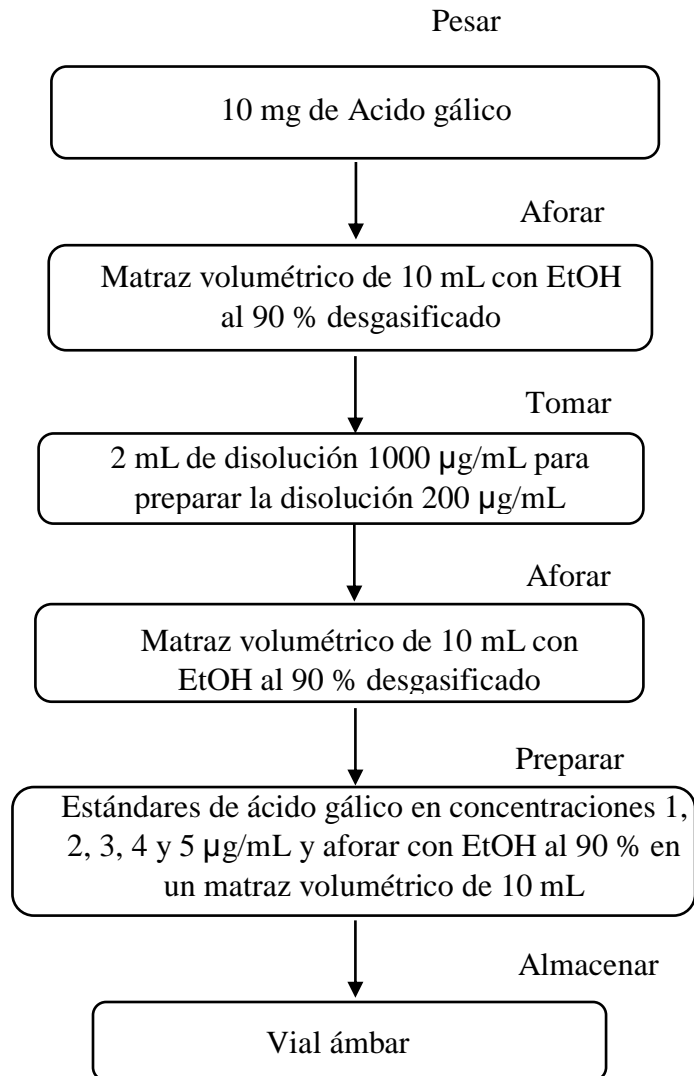 Pesar
10 mg de Acido gálico
Aforar
Matraz volumétrico de 10 mL con EtOH
al 90 % desgasificado
Tomar
2 mL de disolución 1000 µg/mL para
preparar la disolución 200 µg/mL
Aforar
Matraz volumétrico de 10 mL con
EtOH al 90 % desgasificado
Preparar
Estándares de ácido gálico en concentraciones 1,
2, 3, 4 y 5 µg/mL y aforar con EtOH al 90 % en
un matraz volumétrico de 10 mL
Almacenar
Vial ámbar